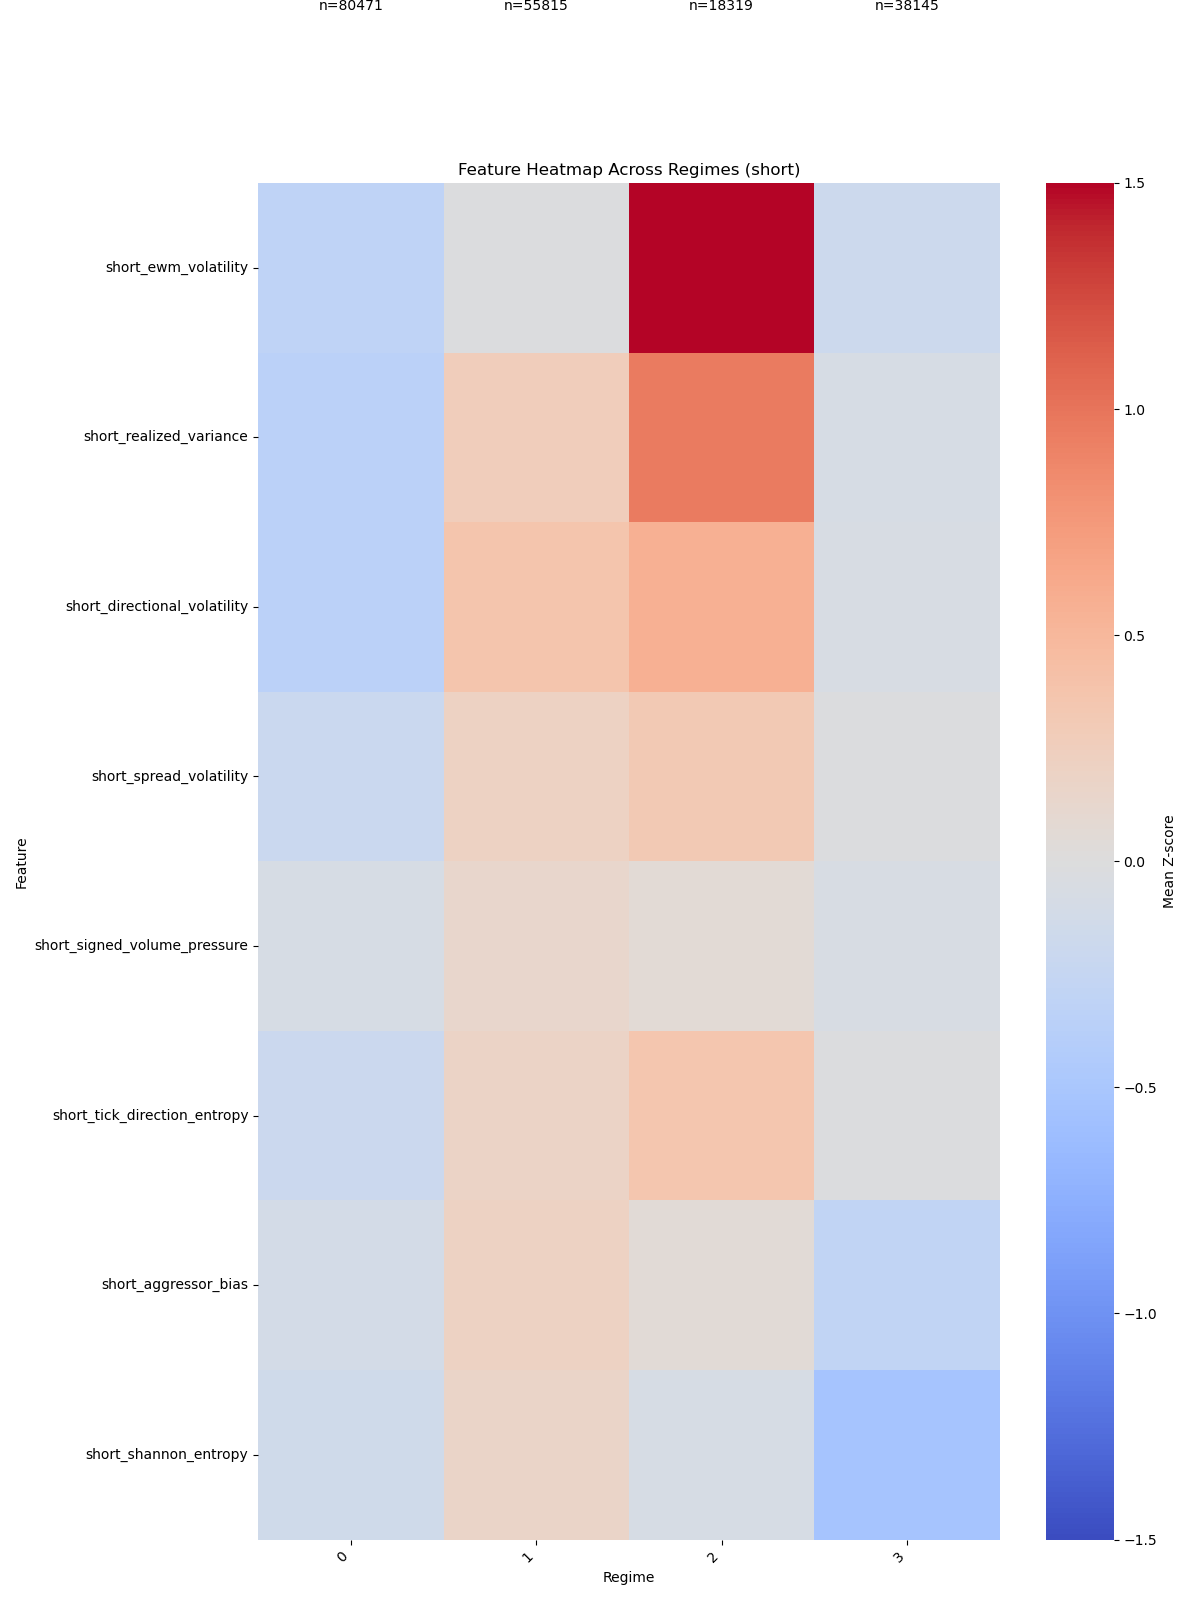 n=80471 n=55815 n=18319 n=38145
Feature Heatmap Across Regimes (short)
short_ewm_volatility
short_realized_variance
short_directional_volatility
short_spread_volatility
short_signed_volume_pressure
short_tick_direction_entropy
short_aggressor_bias
short_shannon_entropy
Feature
0 1 2 3
Regime
1.5
1.0
0.5
0.0
−0.5
−1.0
−1.5
Mean Z-score